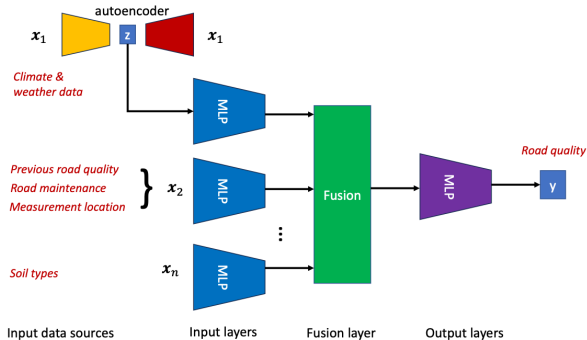 autoencoder
x₁
z
x₁
Climate &
weather data
MLP
Previous road quality
Road maintenance
Measurement location
}
x₂
MLP
Fusion
MLP
Road quality
y
⋮
Soil types
xₙ
MLP
Input data sources
Input layers
Fusion layer
Output layers